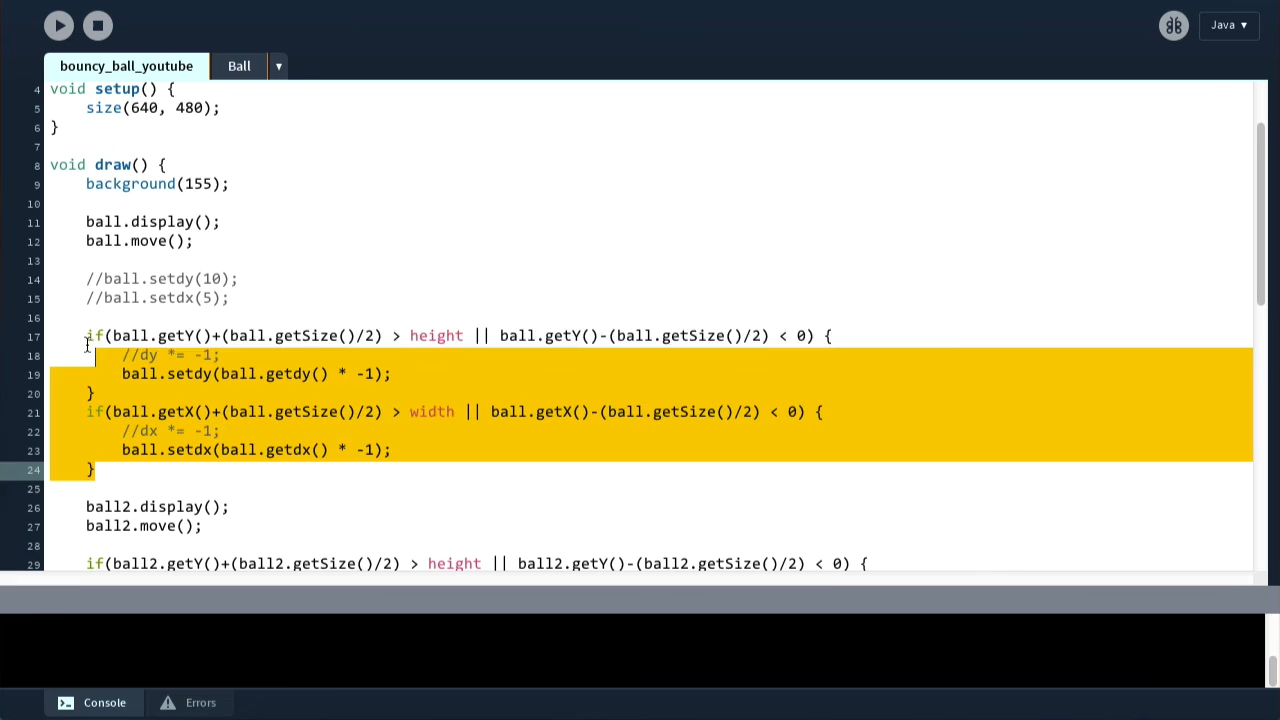 Java ▾
bouncy_ball_youtube
Ball
▾
4 void setup() {
5     size(640, 480);
6 }
7
8 void draw() {
9     background(155);
10
11     ball.display();
12     ball.move();
13
14     //ball.setdy(10);
15     //ball.setdx(5);
16
17     if(ball.getY()+(ball.getSize()/2) > height || ball.getY()-(ball.getSize()/2) < 0) {
18         //dy *= -1;
19         ball.setdy(ball.getdy() * -1);
20     }
21     if(ball.getX()+(ball.getSize()/2) > width || ball.getX()-(ball.getSize()/2) < 0) {
22         //dx *= -1;
23         ball.setdx(ball.getdx() * -1);
24     }
25
26     ball2.display();
27     ball2.move();
28
29     if(ball2.getY()+(ball2.getSize()/2) > height || ball2.getY()-(ball2.getSize()/2) < 0) {
Console
Errors